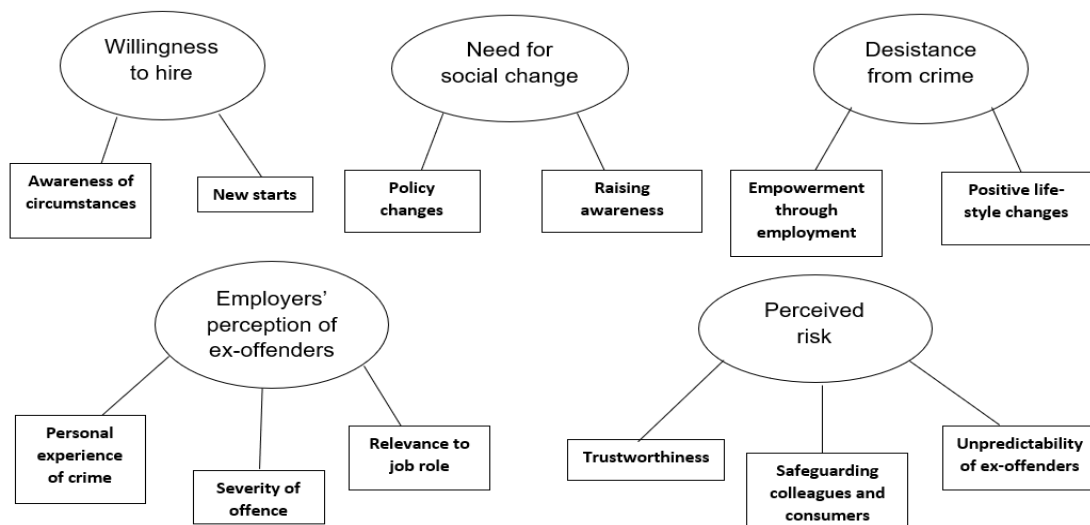 Willingness
to hire
Need for
social change
Desistance
from crime
Awareness of
circumstances
New starts
Policy
changes
Raising
awareness
Empowerment
through
employment
Positive life-
style changes
Employers’
perception of
ex-offenders
Perceived
risk
Personal
experience
of crime
Severity of
offence
Relevance to
job role
Trustworthiness
Safeguarding
colleagues and
consumers
Unpredictability
of ex-offenders